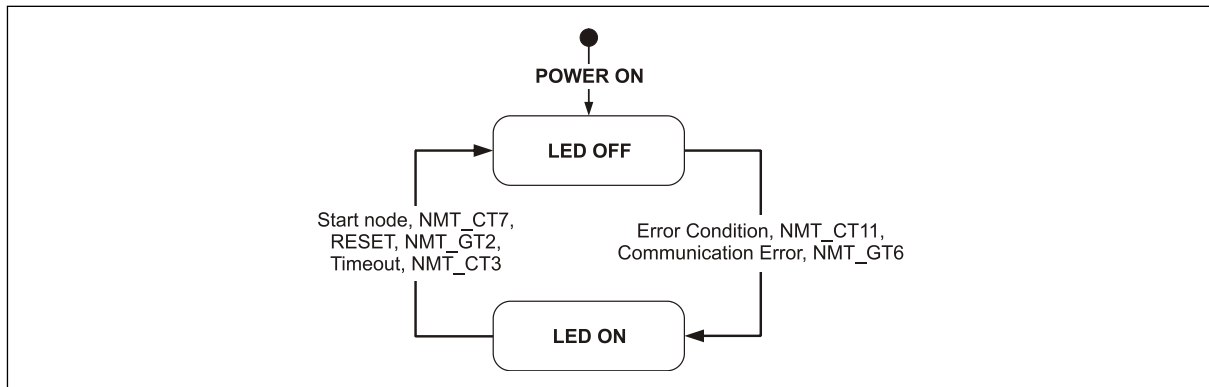 POWER ON
LED OFF
Start node, NMT_CT7,
RESET, NMT_GT2,
Timeout, NMT_CT3
Error Condition, NMT_CT11,
Communication Error, NMT_GT6
LED ON